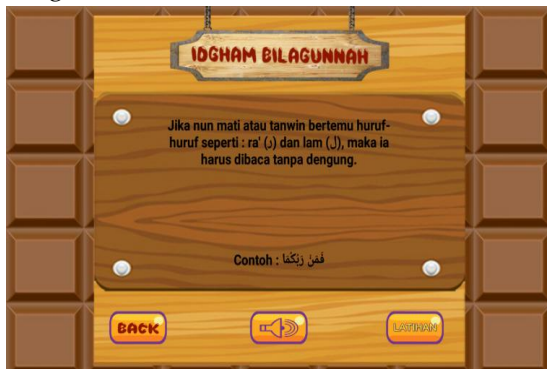 IDGHAM BILAGUNNAH
Jika nun mati atau tanwin bertemu huruf-
huruf seperti : ra' (ر) dan lam (ل), maka ia
harus dibaca tanpa dengung.
Contoh : فَمَنْ رَبُّكُمَا
BACK
LATIHAN